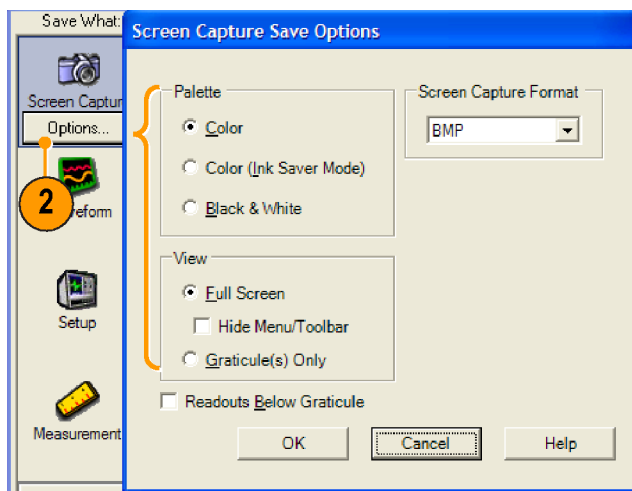 Save What:
Screen Capture Save Options
Screen Captur
Options...
2
veform
Setup
Measurement
Palette
Color
Color (Ink Saver Mode)
Black & White
Screen Capture Format
BMP
View
Full Screen
Hide Menu/Toolbar
Graticule(s) Only
Readouts Below Graticule
OK
Cancel
Help